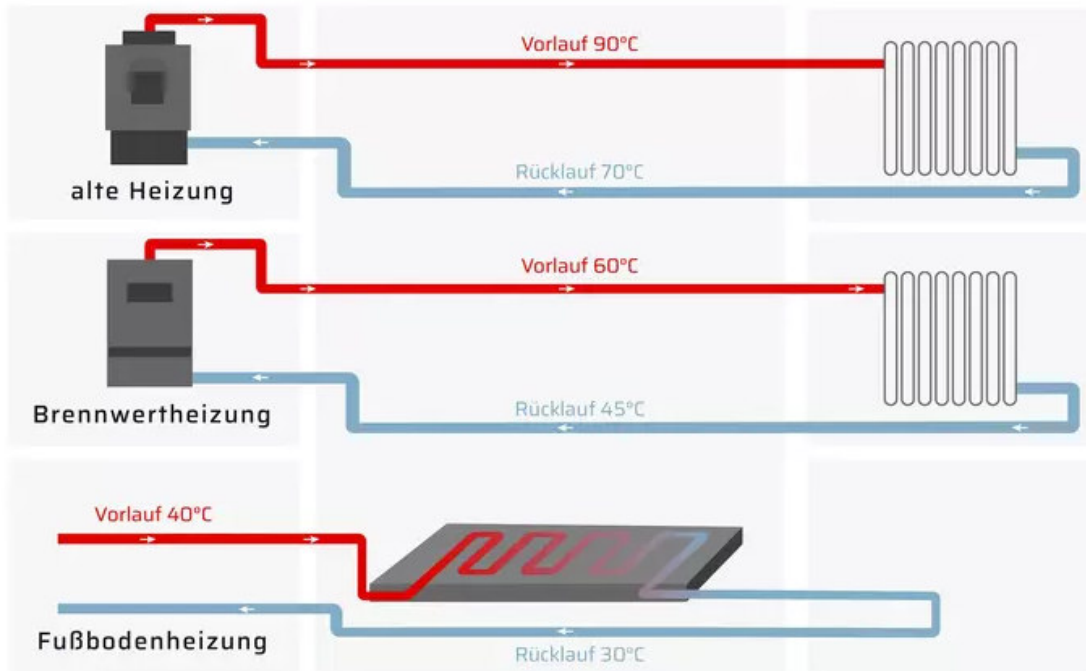 Vorlauf 90°C
Rücklauf 70°C
alte Heizung
Vorlauf 60°C
Rücklauf 45°C
Brennwertheizung
Vorlauf 40°C
Fußbodenheizung
Rücklauf 30°C